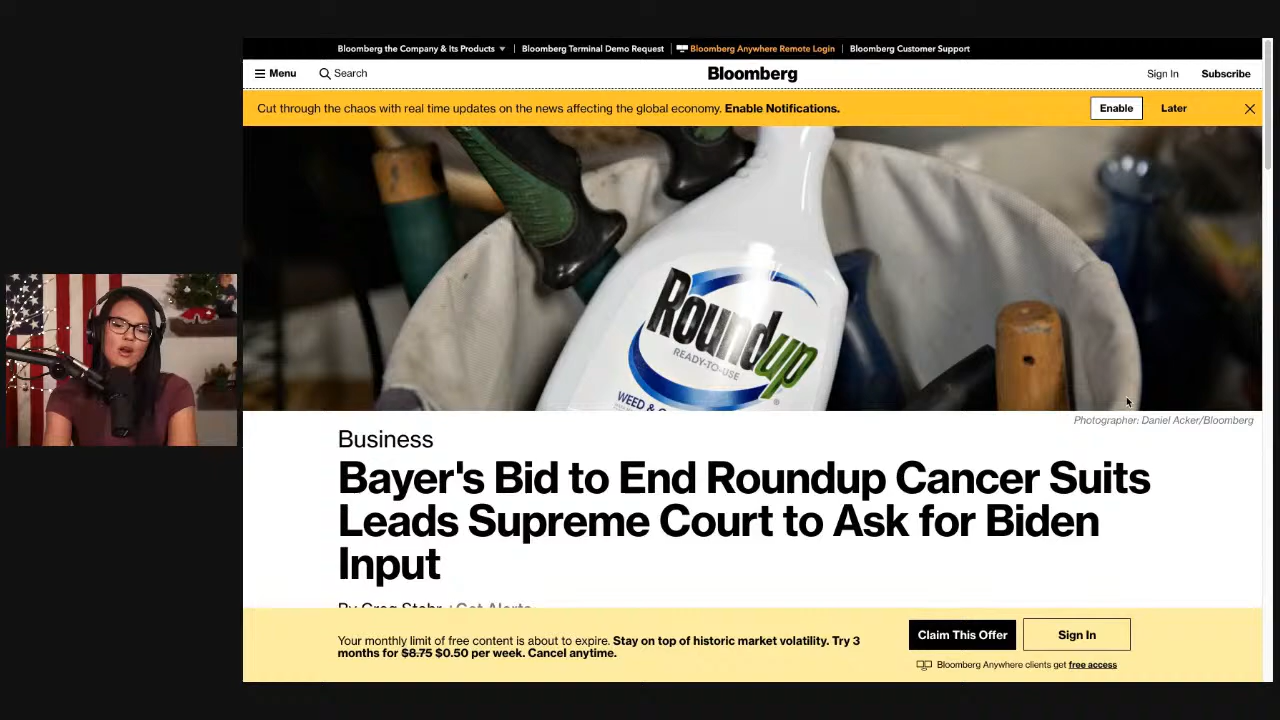 Bloomberg the Company & Its Products
Bloomberg Terminal Demo Request
Bloomberg Anywhere Remote Login
Bloomberg Customer Support
Menu
Search
Bloomberg
Sign In
Subscribe
Cut through the chaos with real time updates on the news affecting the global economy. Enable Notifications.
Enable
Later
Roundup
READY-TO-USE
WEED &
Photographer: Daniel Acker/Bloomberg
Business
Bayer's Bid to End Roundup Cancer Suits
Leads Supreme Court to Ask for Biden
Input
Your monthly limit of free content is about to expire. Stay on top of historic market volatility. Try 3
months for $8.75 $0.50 per week. Cancel anytime.
Claim This Offer
Sign In
Bloomberg Anywhere clients get free access